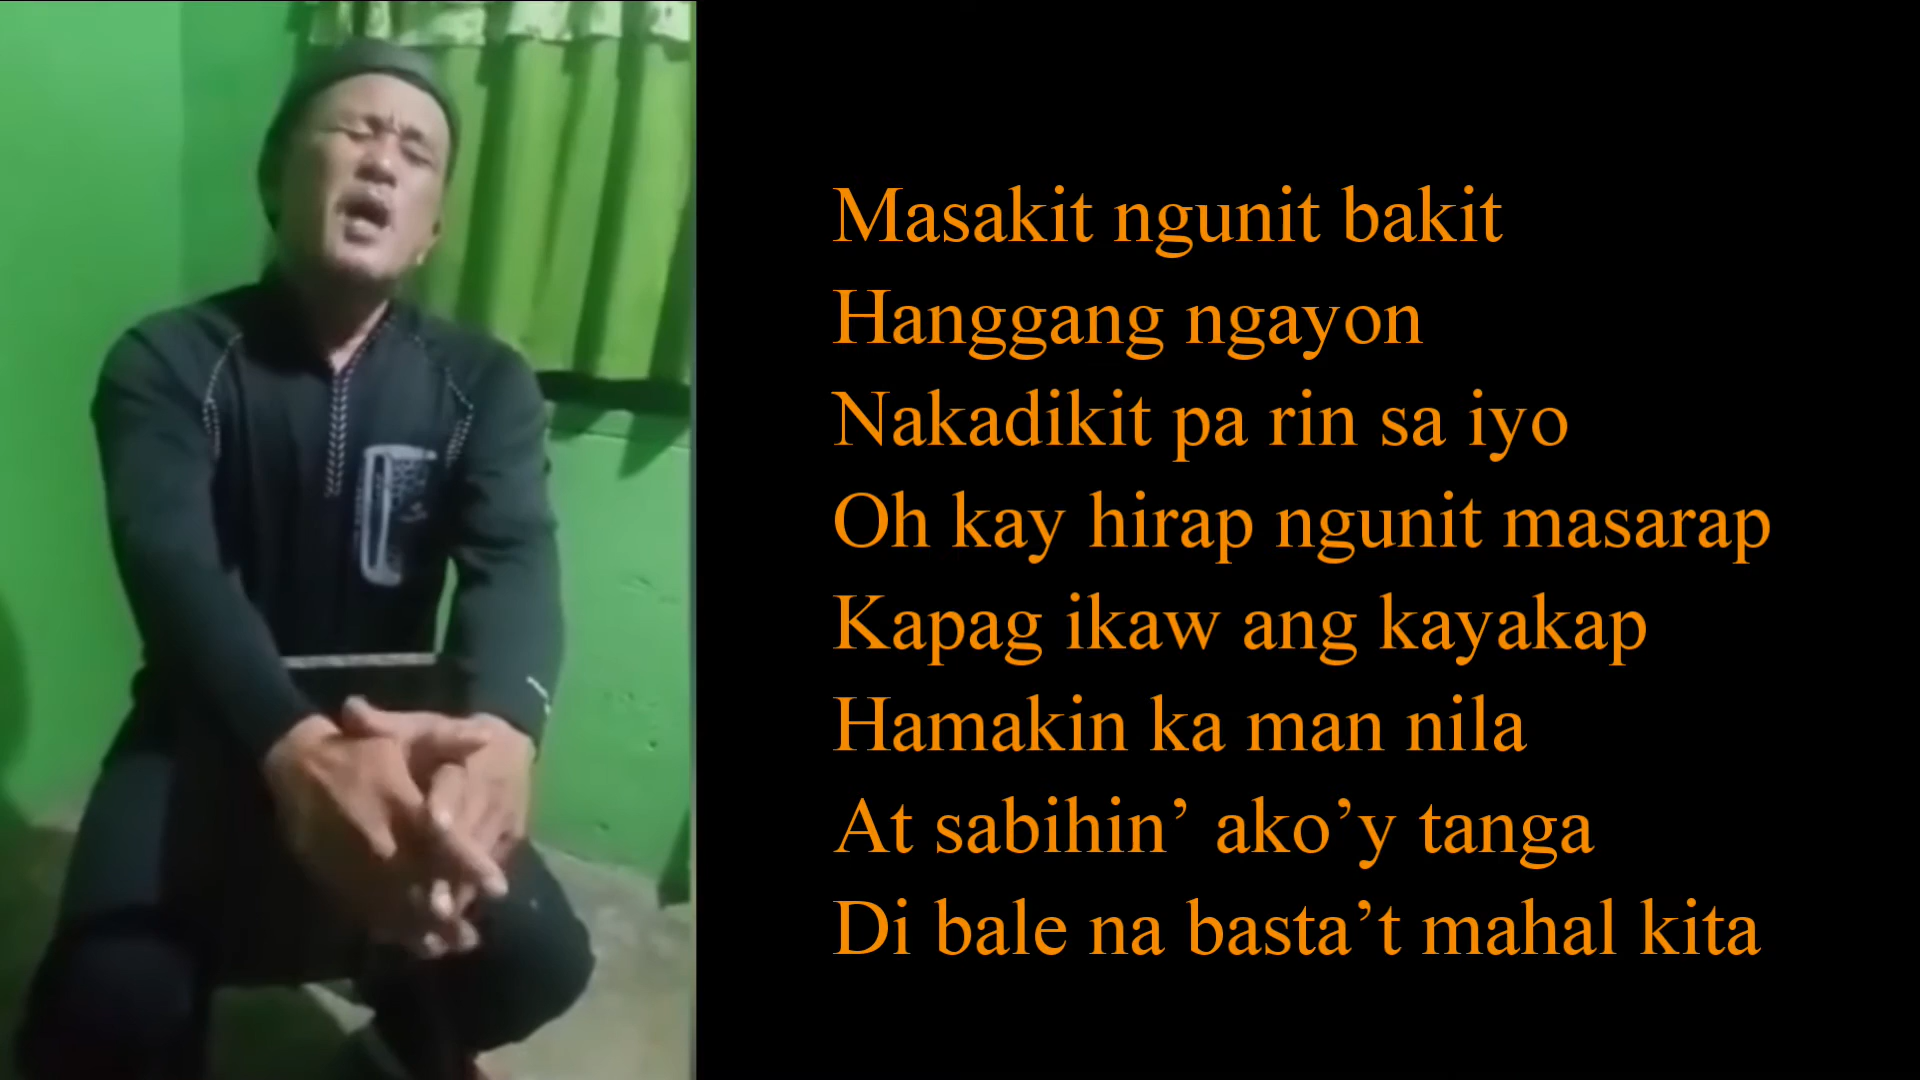 Masakit ngunit bakit
Hanggang ngayon
Nakadikit pa rin sa iyo
Oh kay hirap ngunit masarap
Kapag ikaw ang kayakap
Hamakin ka man nila
At sabihin’ ako’y tanga
Di bale na basta’t mahal kita